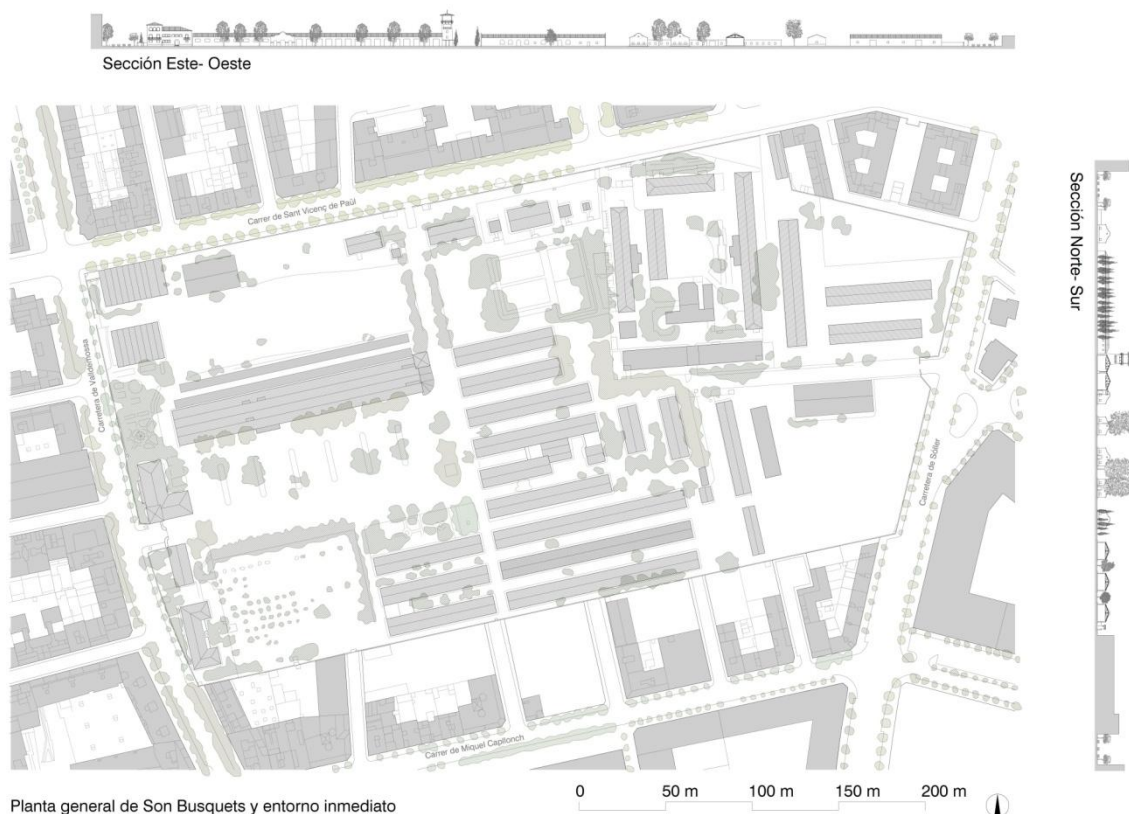 Sección Este- Oeste
Sección Norte- Sur
Carrer de Sant Vicenç de Paül
Carretera de Valldemossa
Carretera de Sóller
Carrer de Miquel Capllonch
Planta general de Son Busquets y entorno inmediato
0 50 m 100 m 150 m 200 m